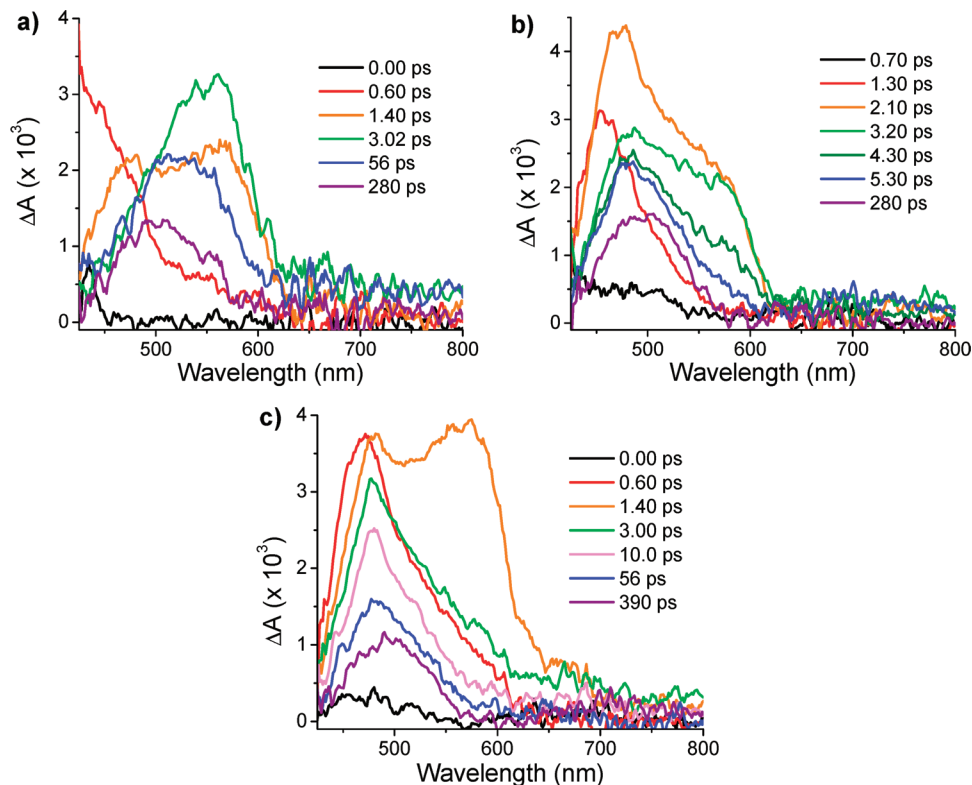 a)
4
3
2
1
0
ΔA (x 10³)
500
600
700
800
Wavelength (nm)
0.00 ps
0.60 ps
1.40 ps
3.02 ps
56 ps
280 ps
b)
4
3
2
1
0
ΔA (x 10³)
500
600
700
800
Wavelength (nm)
0.70 ps
1.30 ps
2.10 ps
3.20 ps
4.30 ps
5.30 ps
280 ps
c)
4
3
2
1
0
ΔA (x 10³)
500
600
700
800
Wavelength (nm)
0.00 ps
0.60 ps
1.40 ps
3.00 ps
10.0 ps
56 ps
390 ps